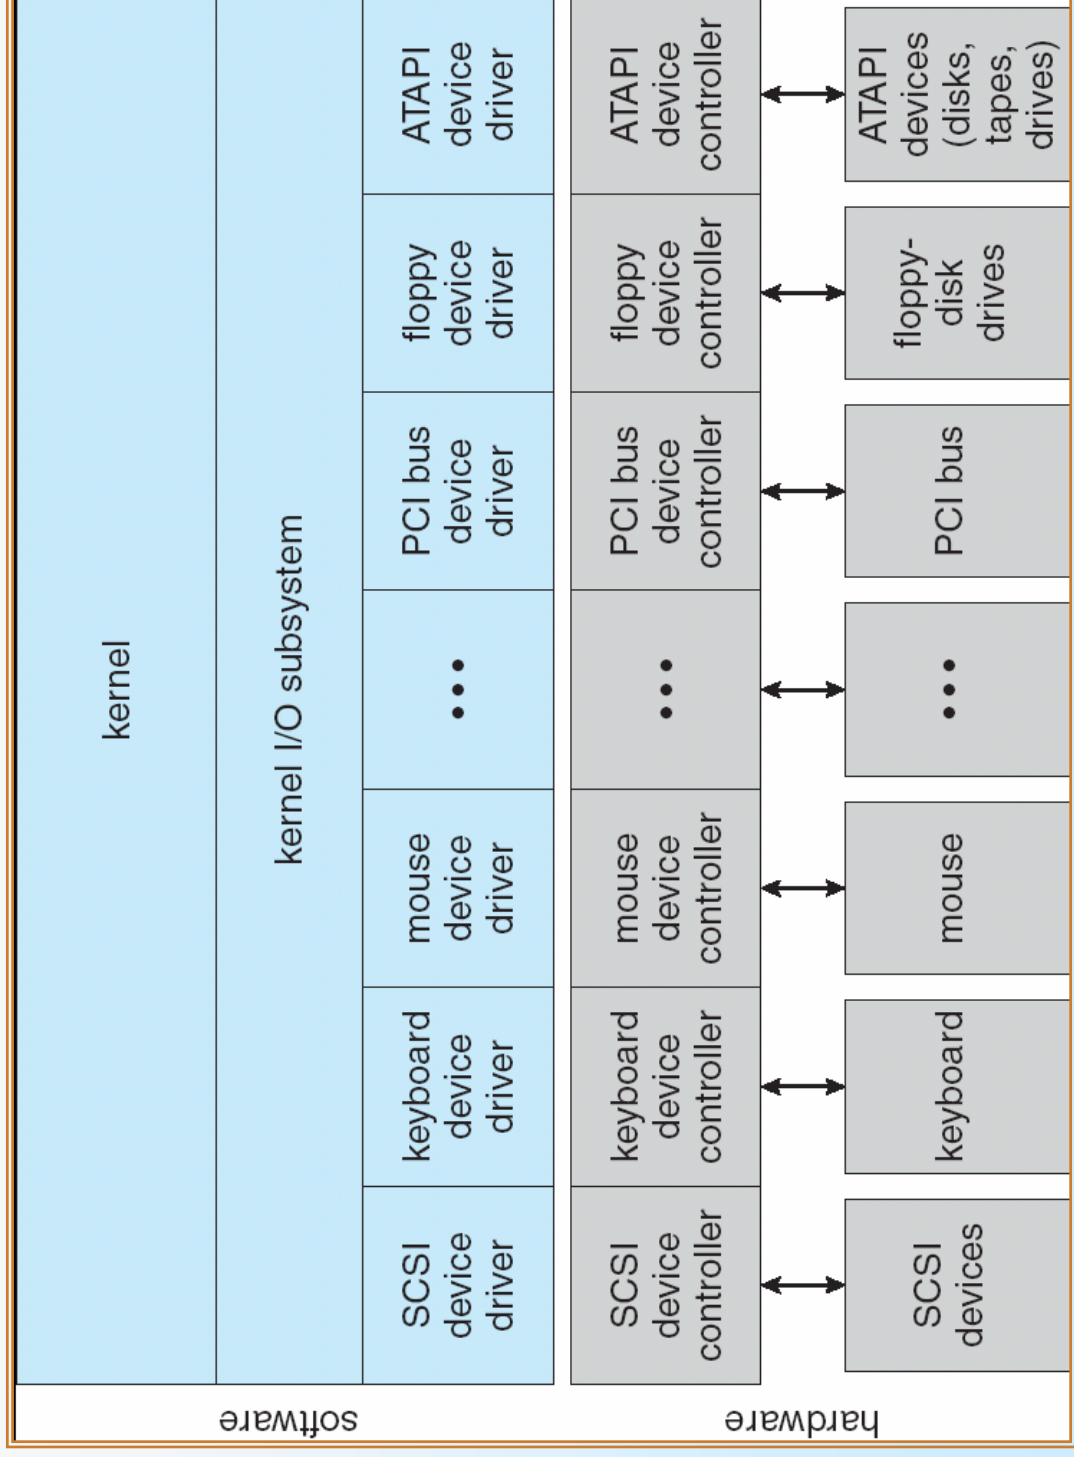 kernel
kernel I/O subsystem
SCSI
device
driver
keyboard
device
driver
mouse
device
driver
•••
PCI bus
device
driver
floppy
device
driver
ATAPI
device
driver
software
SCSI
device
controller
keyboard
device
controller
mouse
device
controller
•••
PCI bus
device
controller
floppy
device
controller
ATAPI
device
controller
hardware
SCSI
devices
keyboard
mouse
•••
PCI bus
floppy-
disk
drives
ATAPI
devices
(disks,
tapes,
drives)